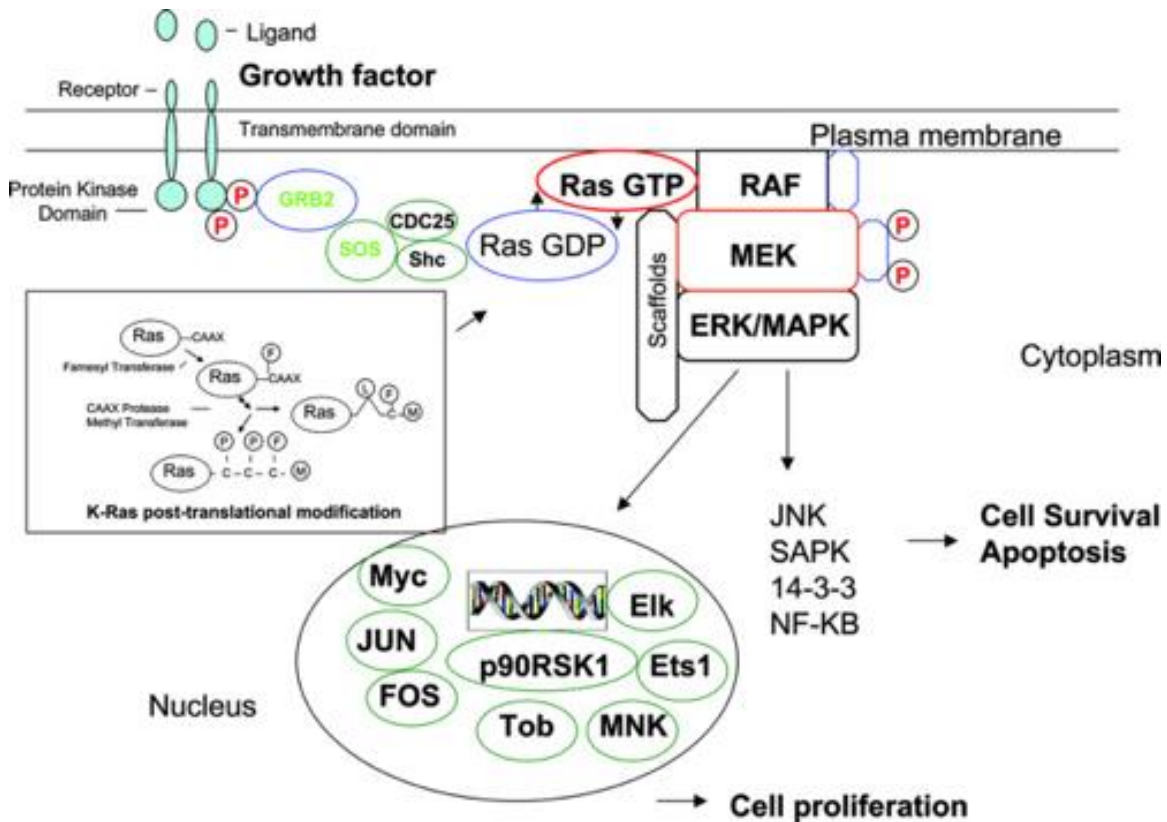 Ligand
Growth factor
Receptor
Transmembrane domain
Plasma membrane
Protein Kinase
Domain
P
P
GRB2
SOS
CDC25
Shc
Ras GDP
Ras GTP
RAF
MEK
P
P
ERK/MAPK
Scaffolds
Cytoplasm
Ras
CAAX
Farnesyl Transferase
F
Ras
CAAX
CAAX Protease
Methyl Transferase
L
F
Ras
C
M
P
P
F
Ras
C
C
C
M
K-Ras post-translational modification
JNK
SAPK
14-3-3
NF-KB
Cell Survival
Apoptosis
Myc
Elk
JUN
p90RSK1
Ets1
FOS
Tob
MNK
Nucleus
Cell proliferation